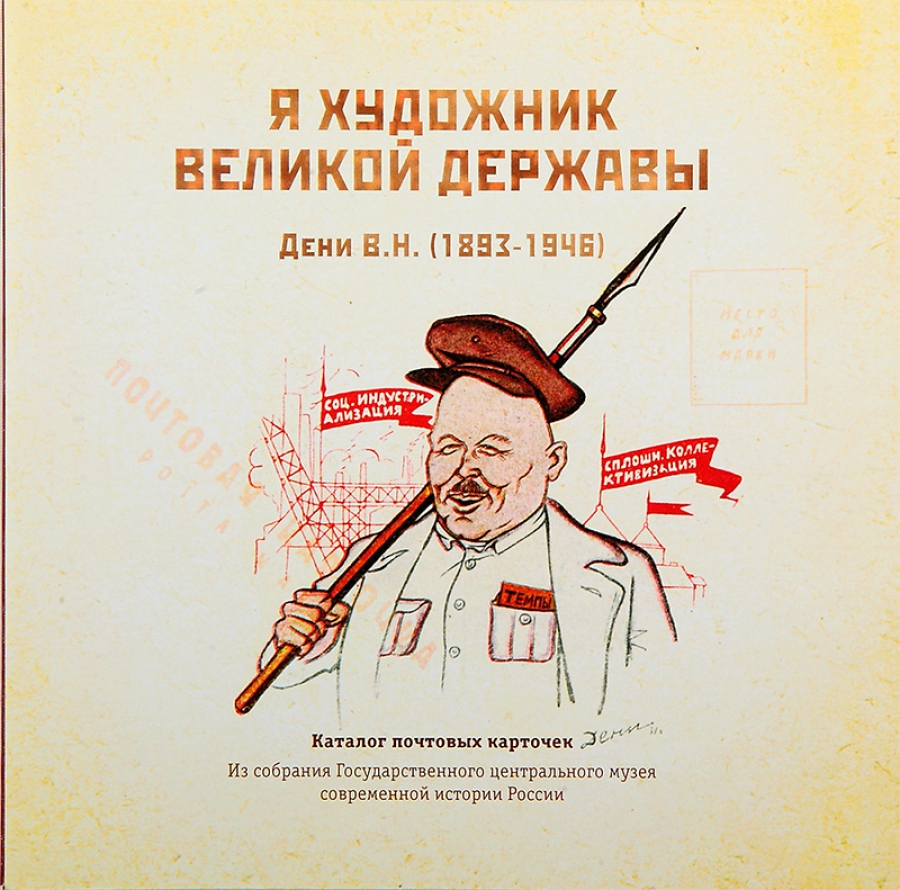 Я ХУДОЖНИК
ВЕЛИКОЙ ДЕРЖАВЫ
Дени В.Н. (1893-1946)
МЕСТО
ДЛЯ
МАРКИ
ПОЧТОВАЯ
РОСТА
СОЦ. ИНДУСТРИ-
АЛИЗАЦИЯ
СПЛОШН. КОЛЛЕ-
КТИВИЗАЦИЯ
ТЕМПЫ
Каталог почтовых карточек
Дени
Из собрания Государственного центрального музея
современной истории России